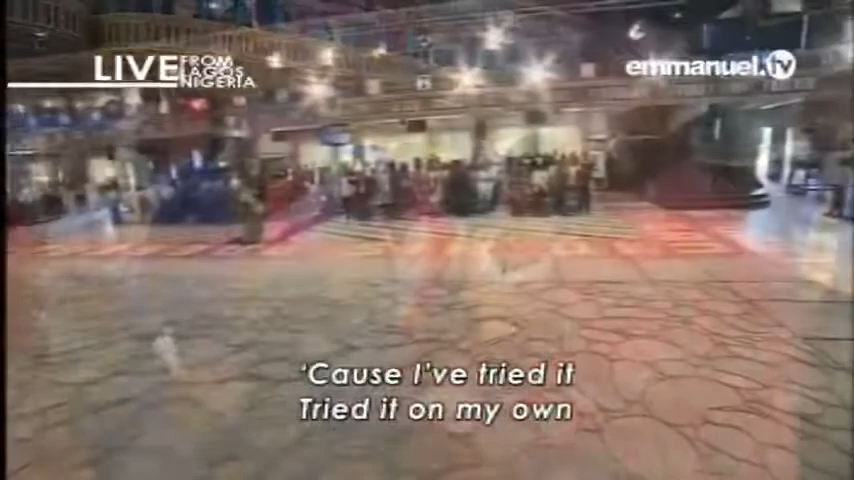 LIVE FROM LAGOS NIGERIA
emmanuel.tv
'Cause I've tried it
Tried it on my own